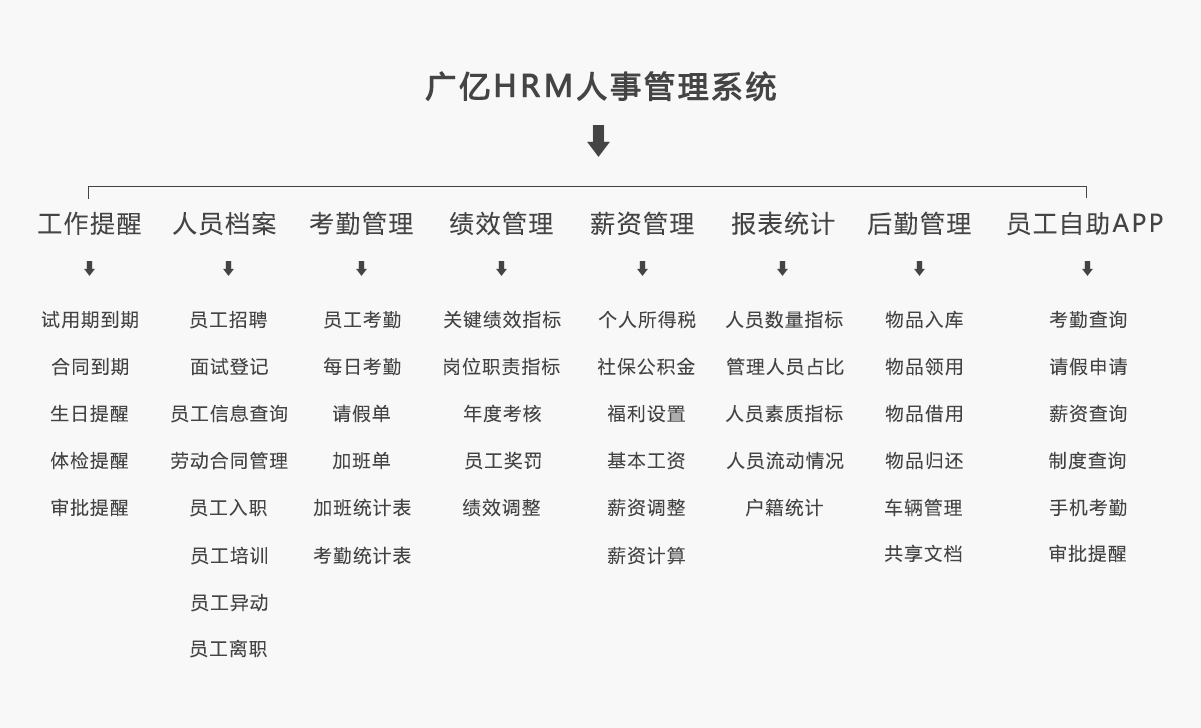 广亿HRM人事管理系统
工作提醒 人员档案 考勤管理 绩效管理 薪资管理 报表统计 后勤管理 员工自助APP
试用期到期 员工招聘 员工考勤 关键绩效指标 个人所得税 人员数量指标 物品入库 考勤查询
合同到期 面试登记 每日考勤 岗位职责指标 社保公积金 管理人员占比 物品领用 请假申请
生日提醒 员工信息查询 请假单 年度考核 福利设置 人员素质指标 物品借用 薪资查询
体检提醒 劳动合同管理 加班单 员工奖罚 基本工资 人员流动情况 物品归还 制度查询
审批提醒 员工入职 加班统计表 绩效调整 薪资调整 户籍统计 车辆管理 手机考勤
员工培训 考勤统计表 薪资计算 共享文档 审批提醒
员工异动
员工离职